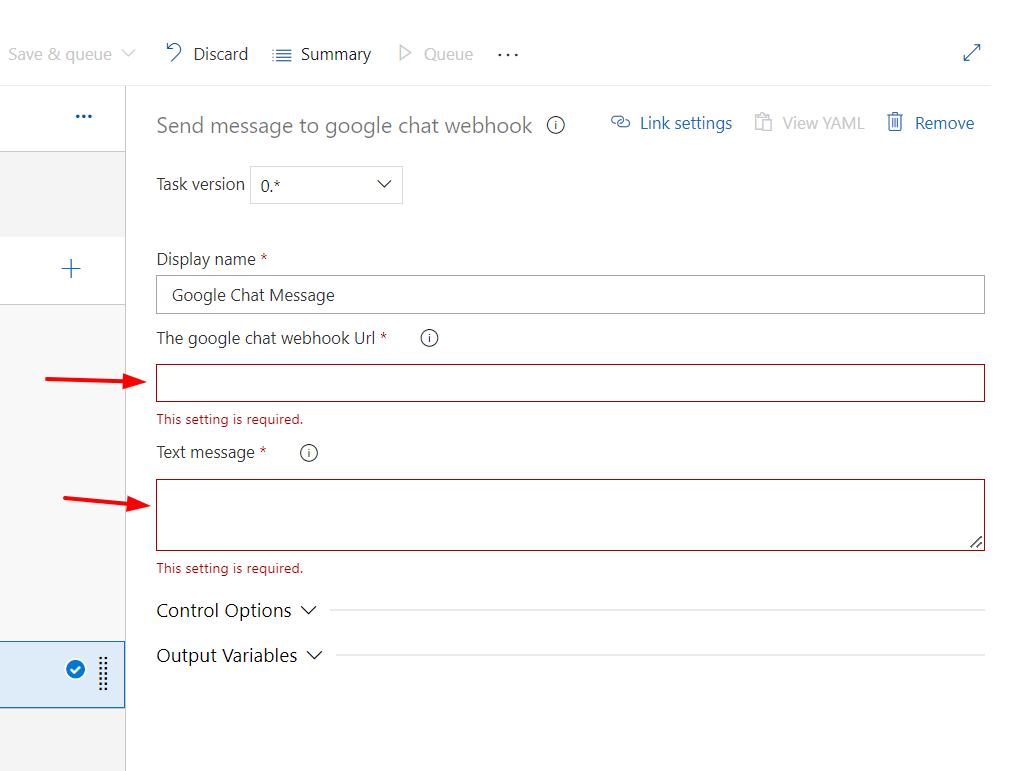 Save & queue Discard Summary Queue ...
Send message to google chat webhook Link settings View YAML Remove
Task version 0.*
Display name *
Google Chat Message
The google chat webhook Url *
This setting is required.
Text message *
This setting is required.
Control Options
Output Variables